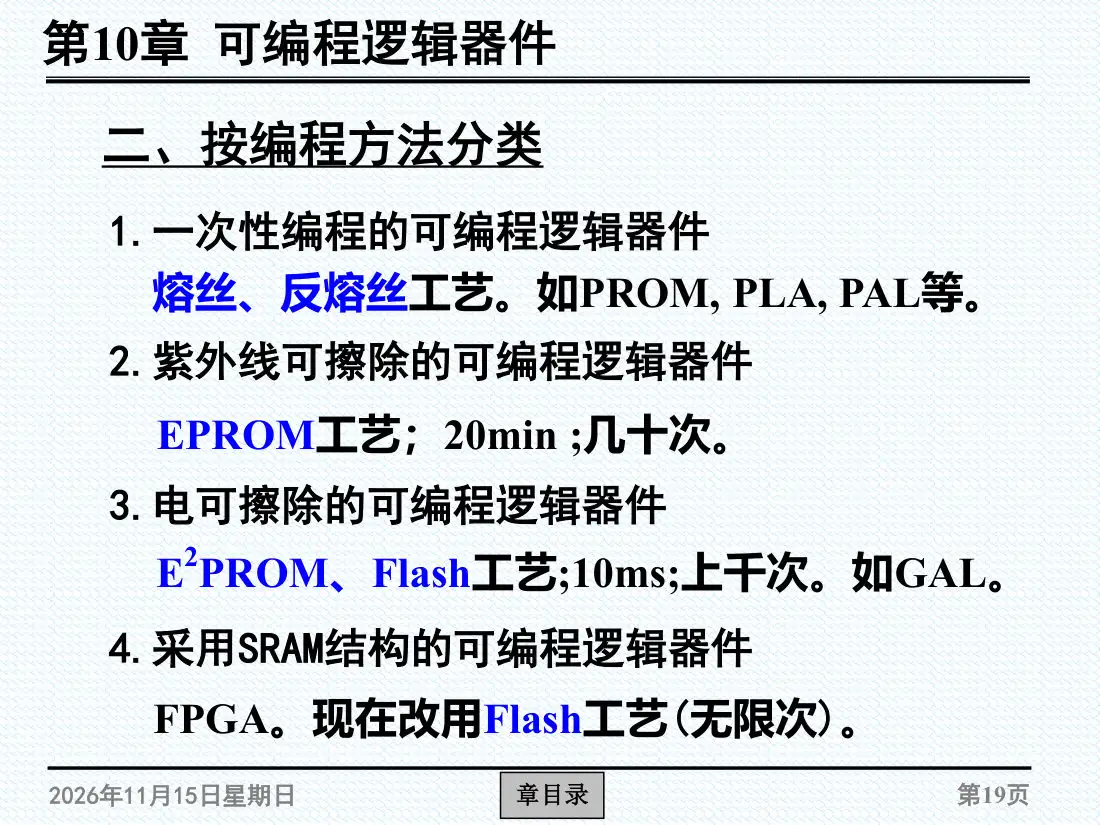 第10章 可编程逻辑器件
二、按编程方法分类
1.一次性编程的可编程逻辑器件
熔丝、反熔丝工艺。如PROM, PLA, PAL等。
2.紫外线可擦除的可编程逻辑器件
EPROM工艺；20min ;几十次。
3.电可擦除的可编程逻辑器件
E²PROM、Flash工艺;10ms;上千次。如GAL。
4.采用SRAM结构的可编程逻辑器件
FPGA。现在改用Flash工艺(无限次)。
2026年11月15日星期日 章目录 第19页